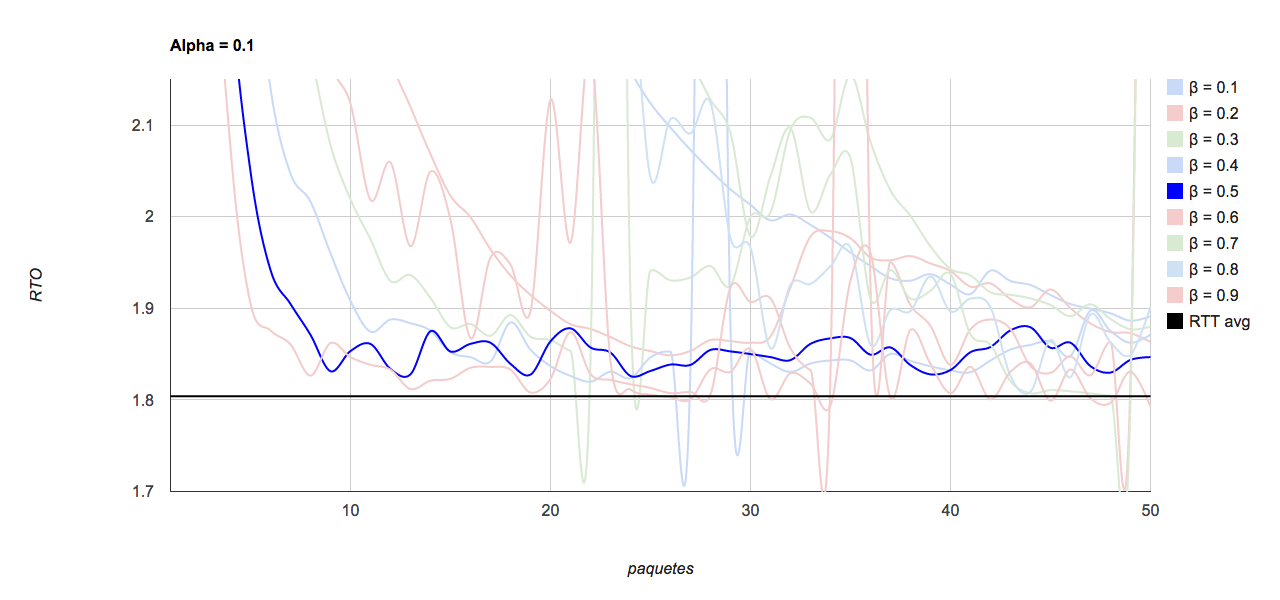 Alpha = 0.1
2.1
2
1.9
1.8
1.7
RTO
10
20
30
40
50
paquetes
β = 0.1
β = 0.2
β = 0.3
β = 0.4
β = 0.5
β = 0.6
β = 0.7
β = 0.8
β = 0.9
RTT avg